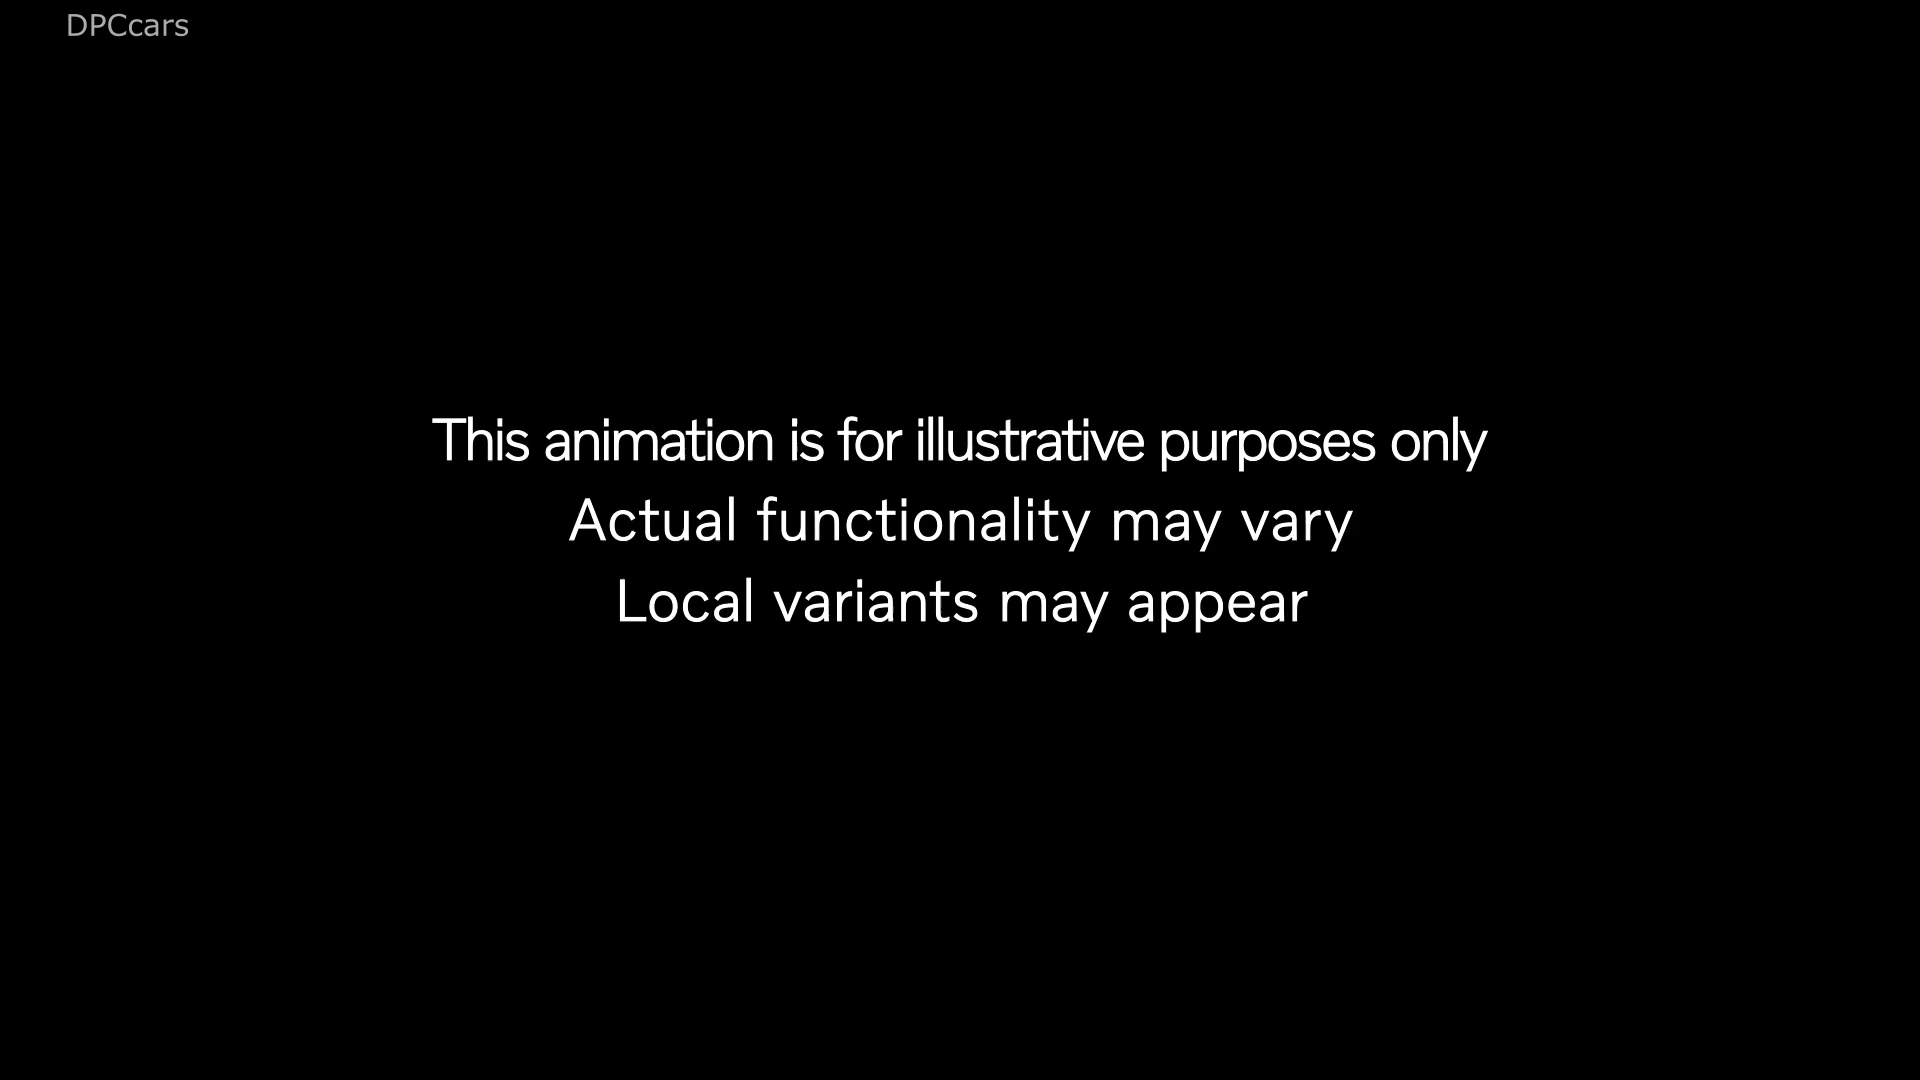 DPCcars
This animation is for illustrative purposes only
Actual functionality may vary
Local variants may appear